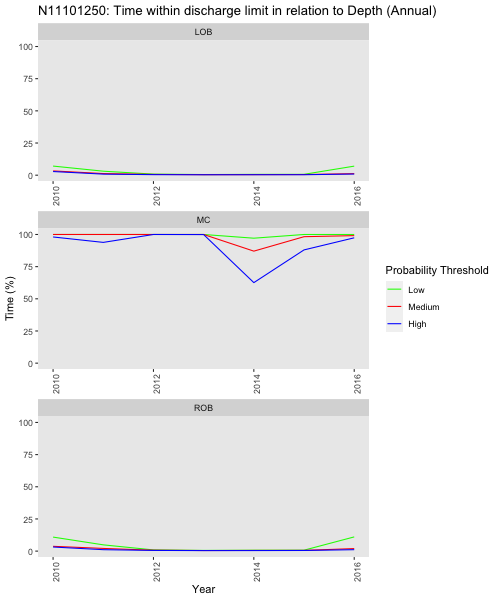 N11101250: Time within discharge limit in relation to Depth (Annual)
LOB
100
75
50
25
0
2010
2012
2014
2016
MC
100
75
50
25
0
2010
2012
2014
2016
ROB
100
75
50
25
0
2010
2012
2014
2016
Time (%)
Year
Probability Threshold
Low
Medium
High